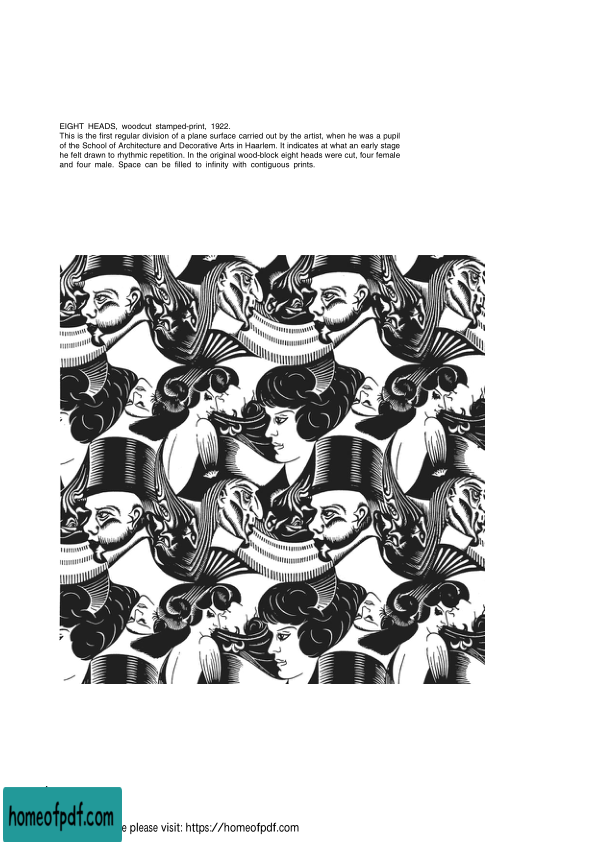 EIGHT HEADS, woodcut stamped-print, 1922.
This is the first regular division of a plane surface carried out by the artist, when he was a pupil
of the School of Architecture and Decorative Arts in Haarlem. It indicates at what an early stage
he felt drawn to rhythmic repetition. In the original wood-block eight heads were cut, four female
and four male. Space can be filled to infinity with contiguous prints.
homeofpdf.com
please visit: https://homeofpdf.com